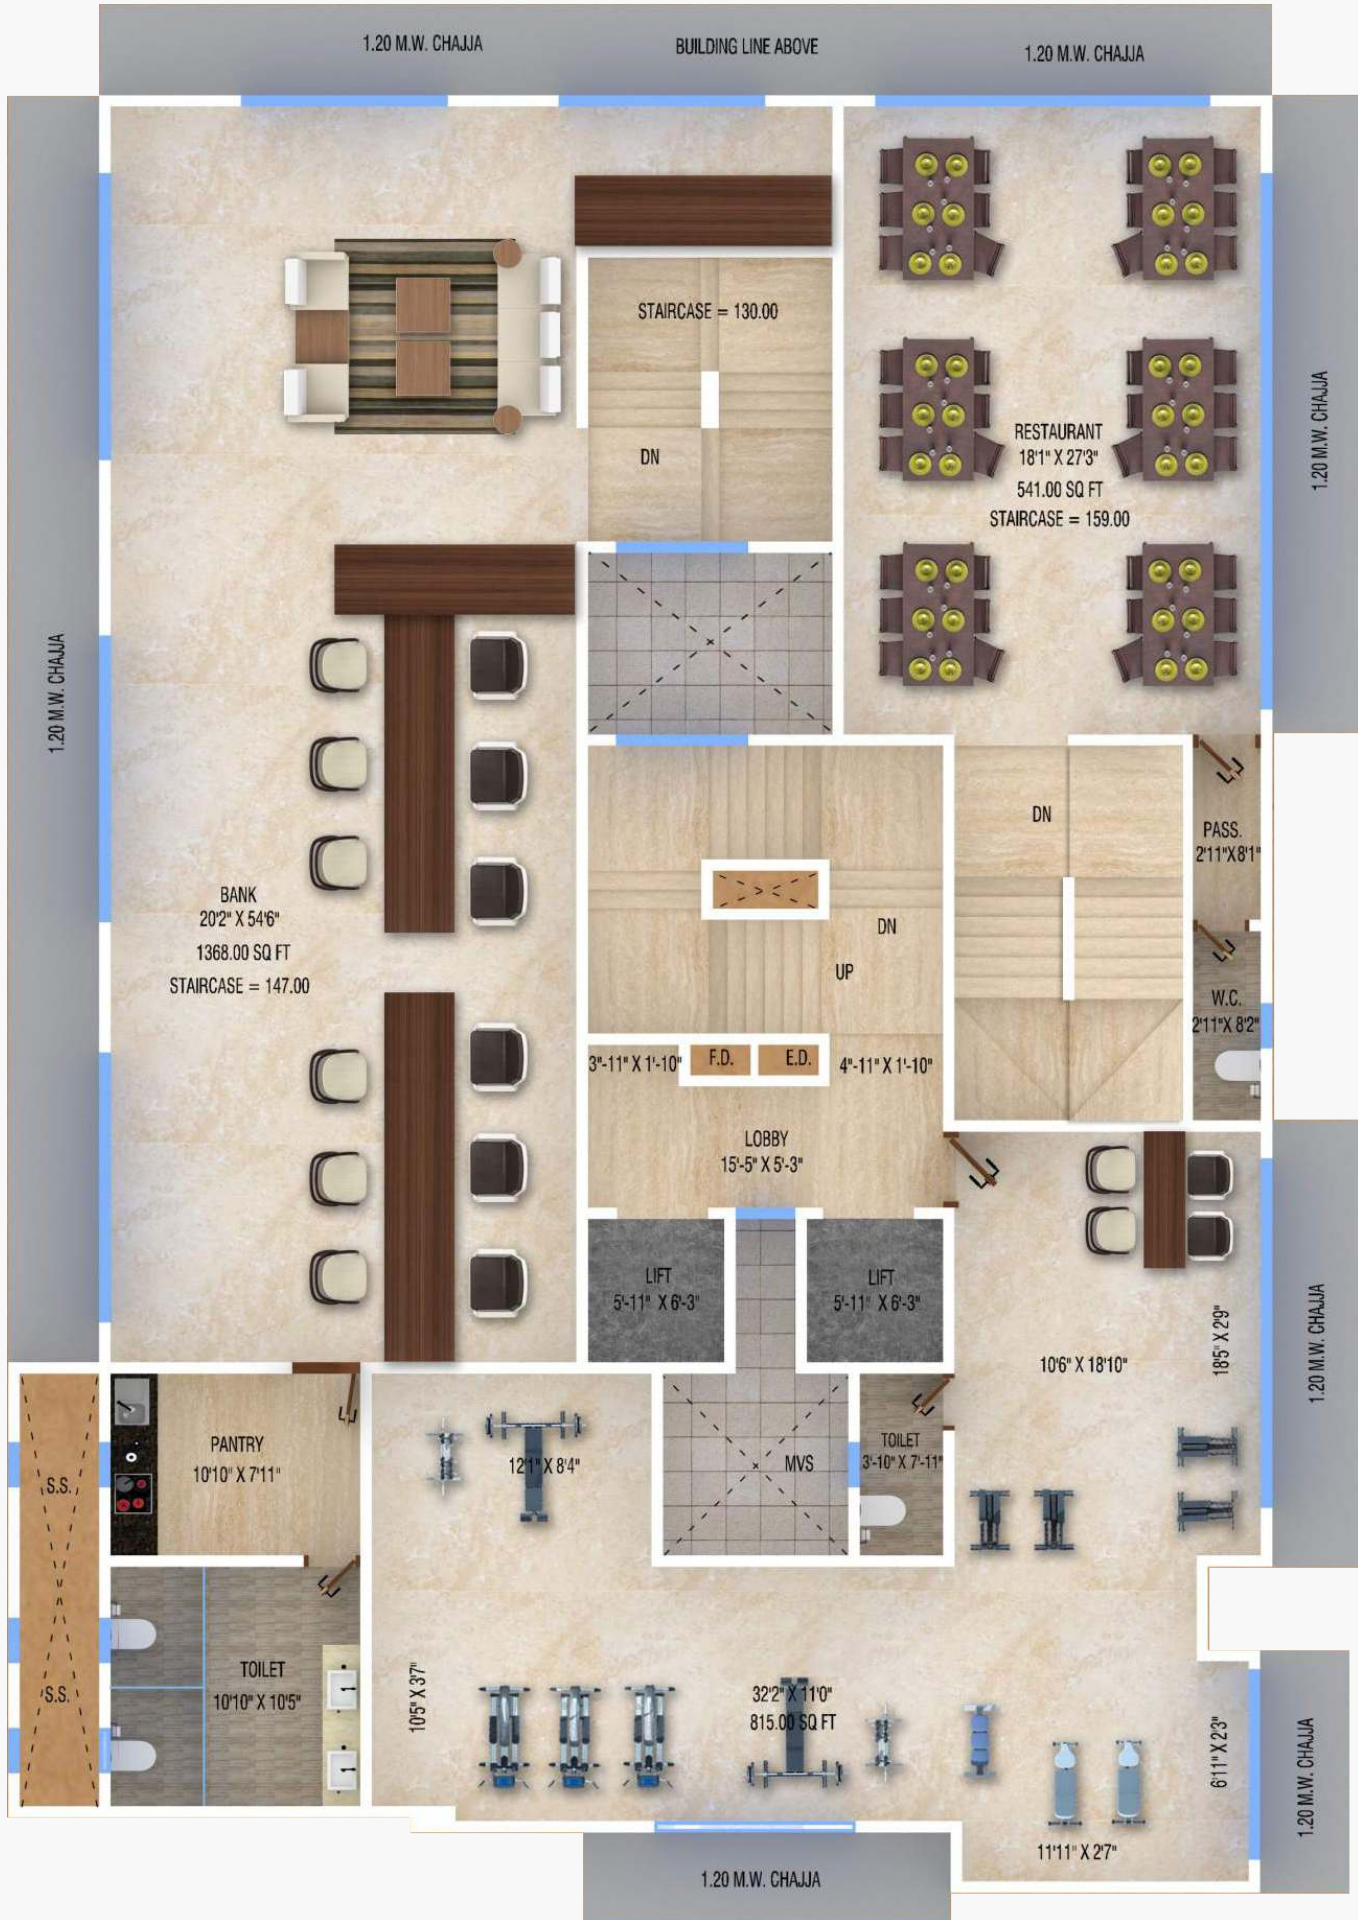 1.20 M.W. CHAJJA
BUILDING LINE ABOVE
1.20 M.W. CHAJJA
STAIRCASE = 130.00
DN
RESTAURANT
18'1" X 27'3"
541.00 SQ FT
STAIRCASE = 159.00
1.20 M.W. CHAJJA
1.20 M.W. CHAJJA
BANK
20'2" X 54'6"
1368.00 SQ FT
STAIRCASE = 147.00
DN
UP
DN
PASS.
2'11"X8'1"
W.C.
2'11"X 8'2"
3"-11" X 1'-10"
F.D.
E.D.
4"-11" X 1'-10"
LOBBY
15'-5" X 5'-3"
LIFT
5'-11" X 6'-3"
LIFT
5'-11" X 6'-3"
10'6" X 18'10"
18'5" X 2'9"
1.20 M.W. CHAJJA
S.S.
S.S.
PANTRY
10'10" X 7'11"
12'1" X 8'4"
MVS
TOILET
3'-10" X 7'-11"
TOILET
10'10" X 10'5"
10'5" X 3'7"
32'2" X 11'0"
815.00 SQ FT
6'11" X 2'3"
11'11" X 2'7"
1.20 M.W. CHAJJA
1.20 M.W. CHAJJA